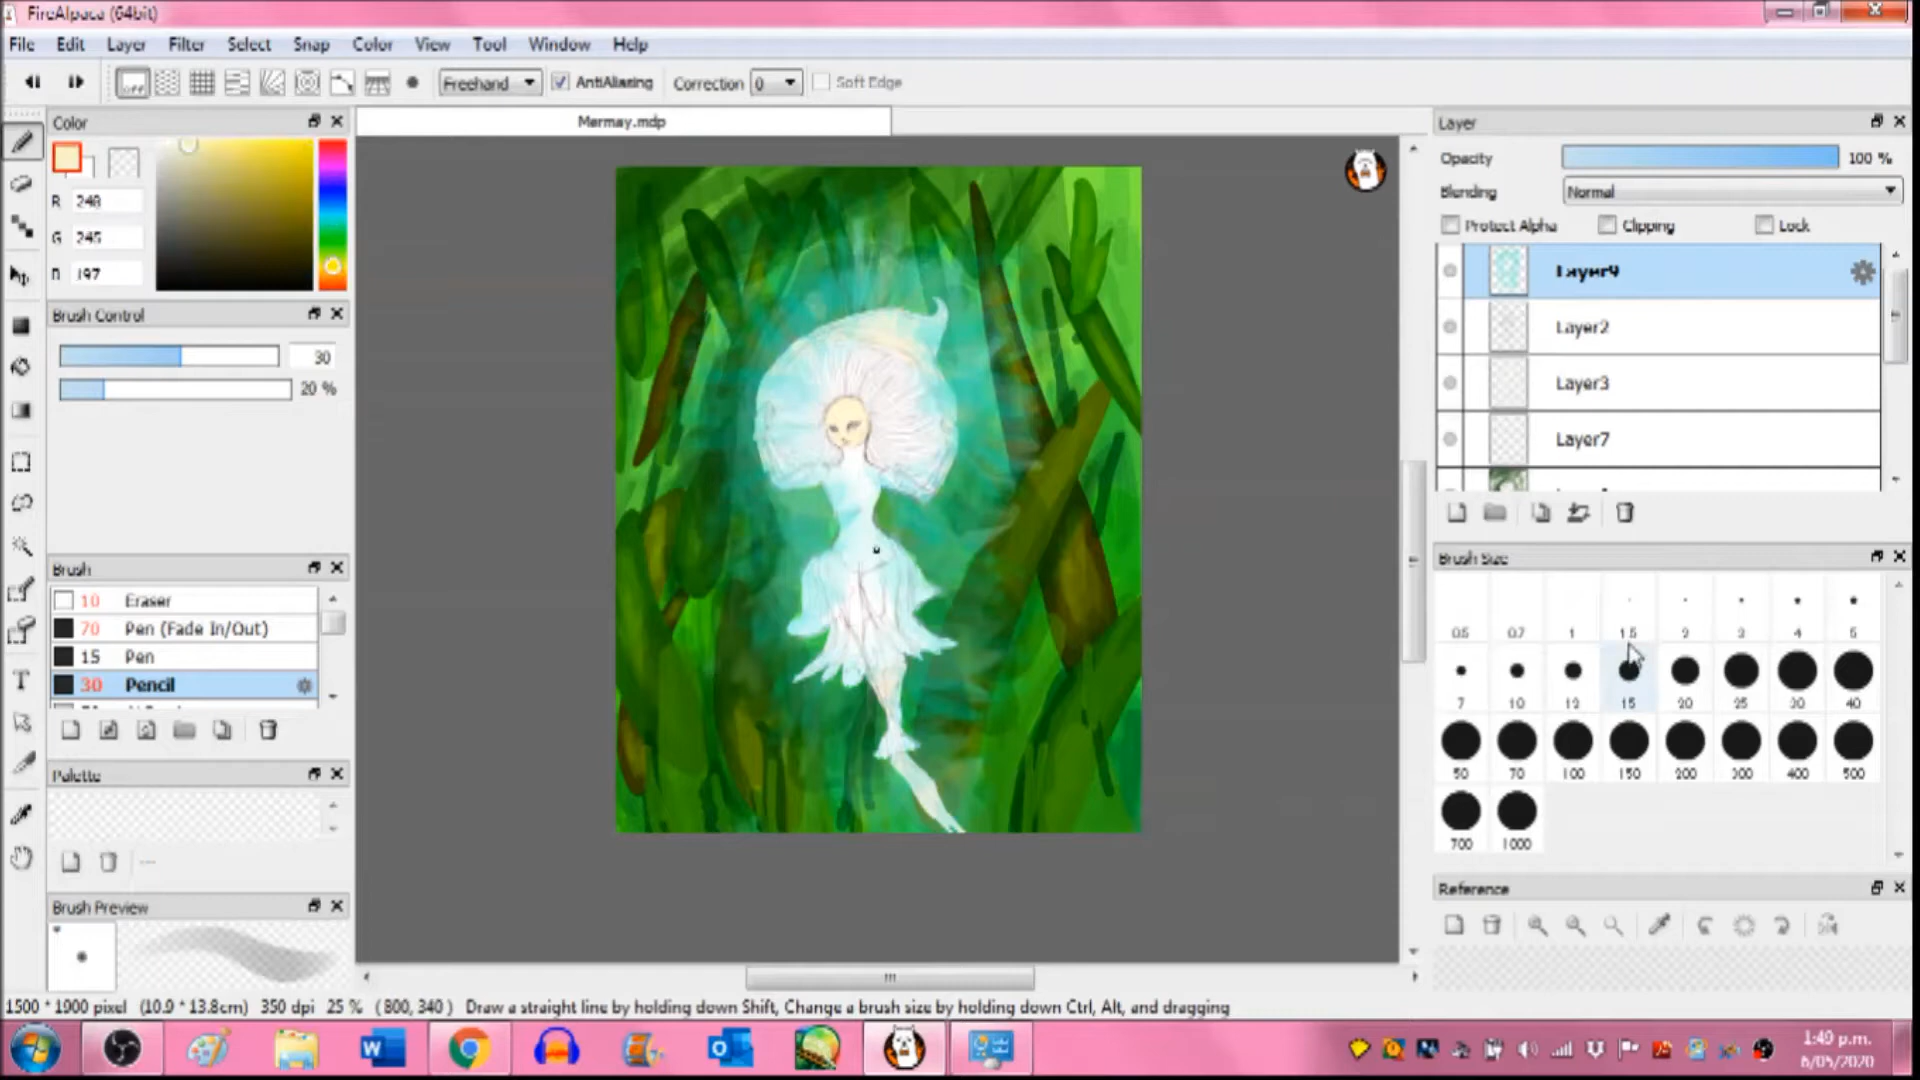 FireAlpaca (64bit)
File Edit Layer Filter Select Snap Color View Tool Window Help
off Freehand AntiAliasing Correction 0 Soft Edge
Color
Mermay.mdp
Layer
Opacity 100 %
Blending Normal
R 248
Protect Alpha Clipping Lock
G 245
197
Layer9
Brush Control
Layer2
30
20 %
Layer3
Layer7
Brush
Brush Size
10 Eraser
70 Pen (Fade In/Out)
15 Pen
30 Pencil
0.5 0.7 1 1.5 2 3 4 5
7 10 12 15 20 25 30 40
50 70 100 150 200 300 400 500
700 1000
Palette
Brush Preview
Reference
1500 * 1900 pixel (10.9 * 13.8cm) 350 dpi 25 % ( 800, 340 ) Draw a straight line by holding down Shift, Change a brush size by holding down Ctrl, Alt, and dragging
1:49 p.m.
6/05/2020